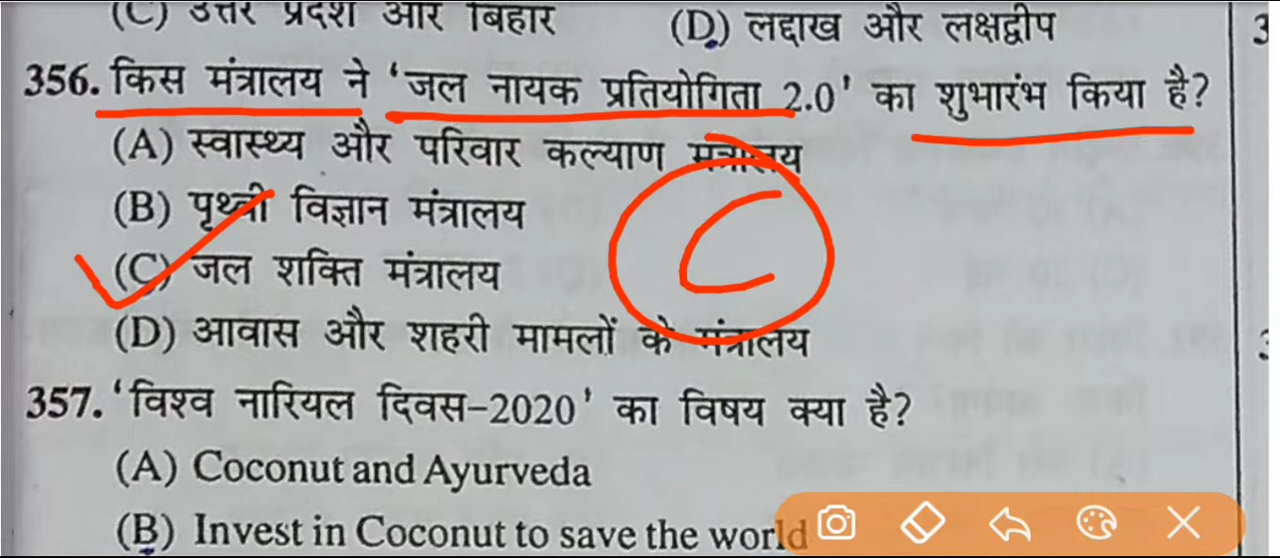 (C) उत्तर प्रदेश और बिहार (D) लद्दाख और लक्षद्वीप
356. किस मंत्रालय ने ‘जल नायक प्रतियोगिता 2.0’ का शुभारंभ किया है?
(A) स्वास्थ्य और परिवार कल्याण मंत्रालय
(B) पृथ्वी विज्ञान मंत्रालय
(C) जल शक्ति मंत्रालय
C
(D) आवास और शहरी मामलों के मंत्रालय
357. ‘विश्व नारियल दिवस–2020’ का विषय क्या है?
(A) Coconut and Ayurveda
(B) Invest in Coconut to save the world